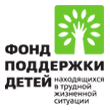 ФОНД
ПОДДЕРЖКИ
ДЕТЕЙ
НАХОДЯЩИХСЯ
В ТРУДНОЙ
ЖИЗНЕННОЙ
СИТУАЦИИ